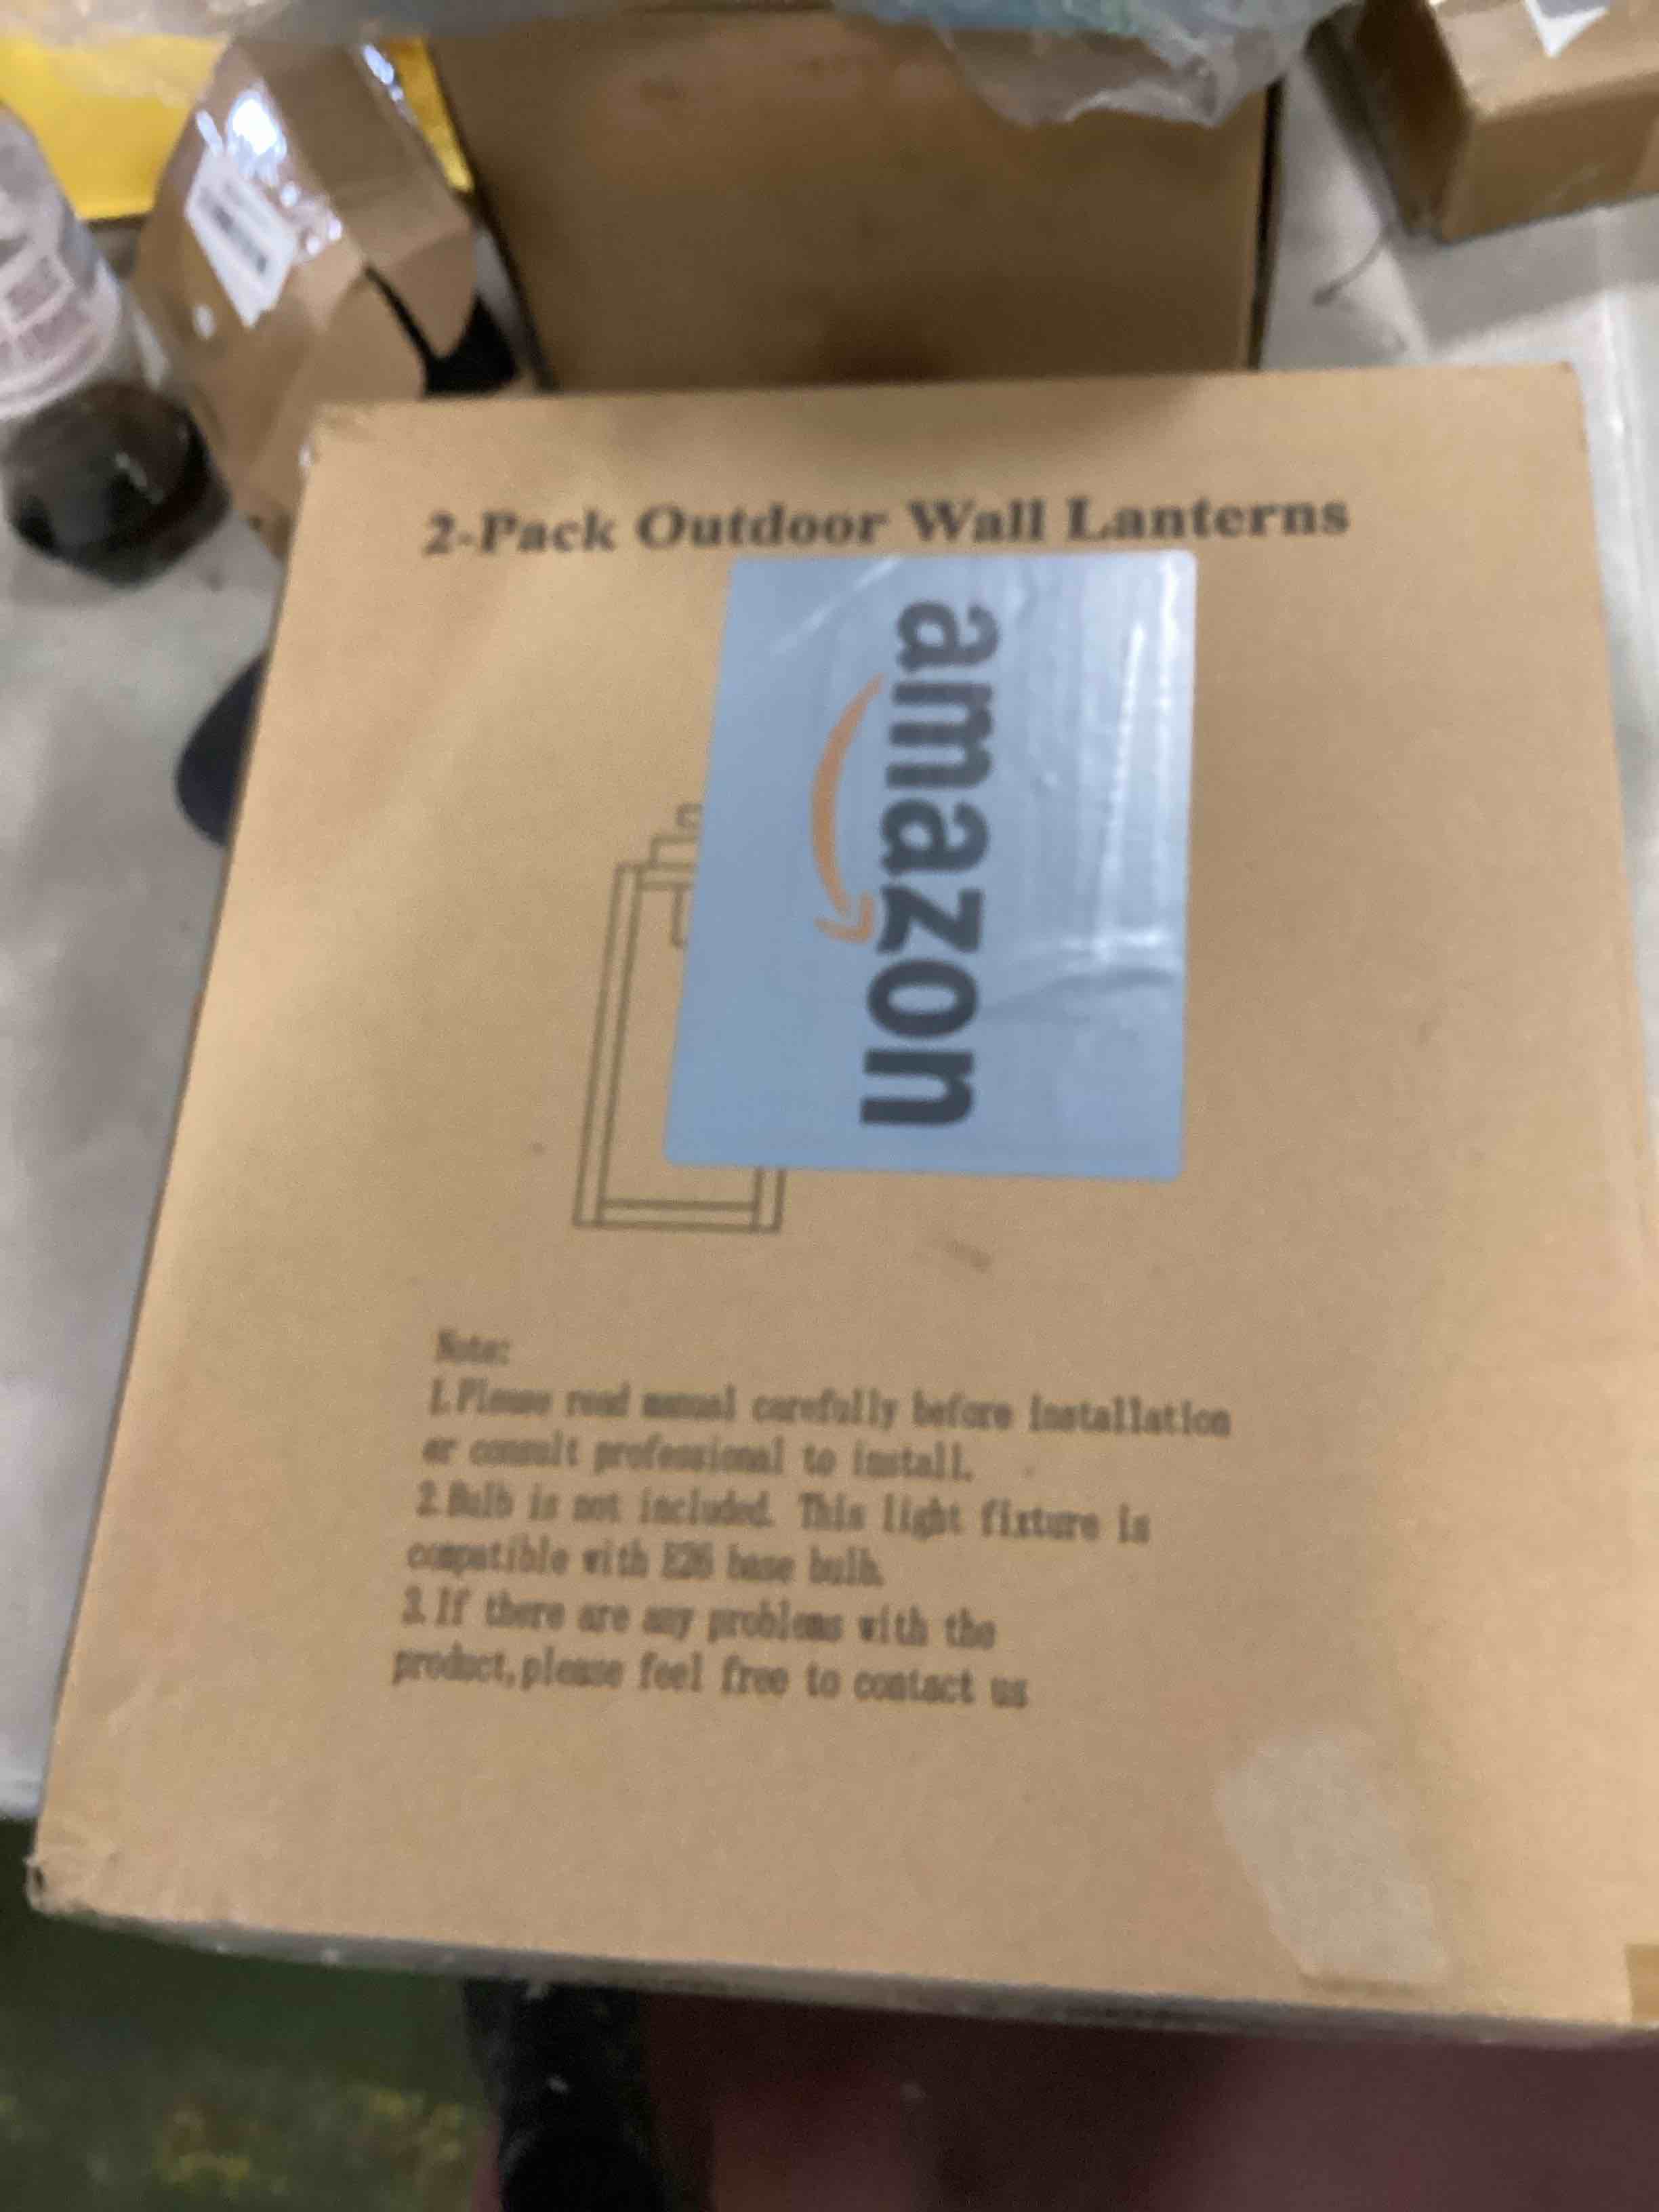 2-Pack Outdoor Wall Lanterns
amazon
Note:
1.Please read manual carefully before installation
or consult professional to install.
2.Bulb is not included. This light fixture is
compatible with E26 base bulb.
3.If there are any problems with the
product,please feel free to contact us